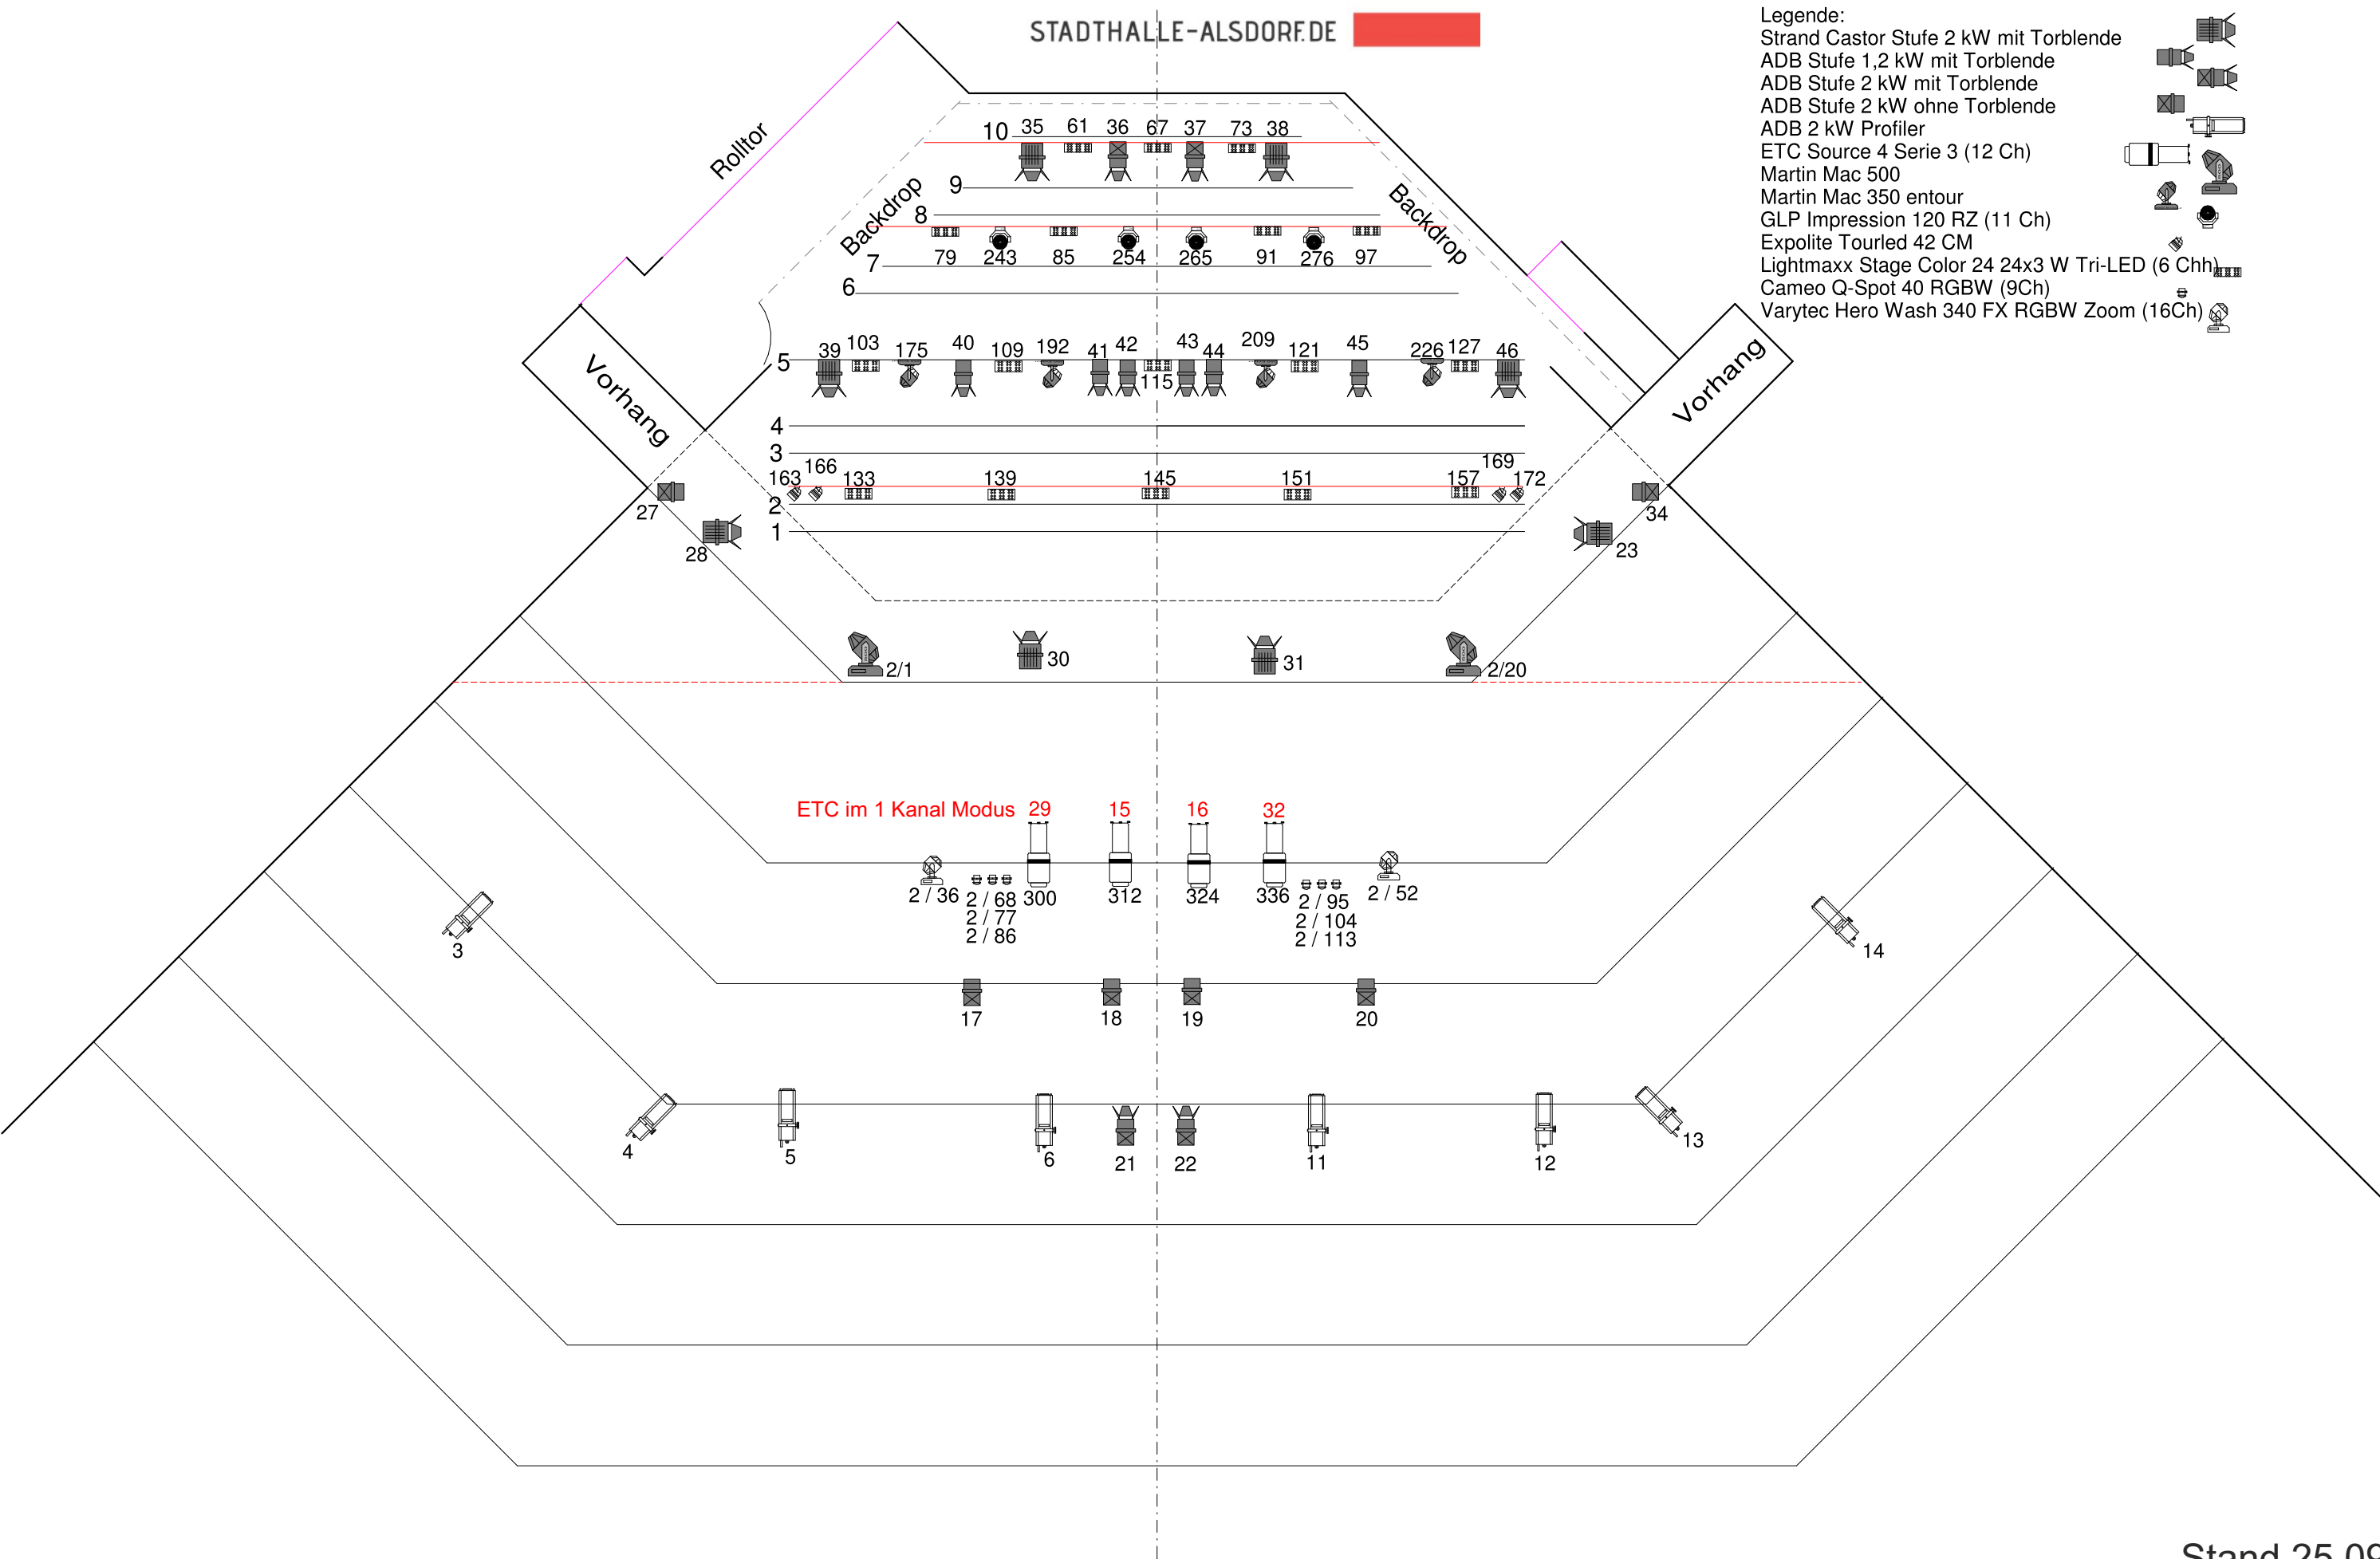 STADTHALLE-ALSDORF.DE
Legende:
Strand Castor Stufe 2 kW mit Torblende
ADB Stufe 1,2 kW mit Torblende
ADB Stufe 2 kW mit Torblende
ADB Stufe 2 kW ohne Torblende
ADB 2 kW Profiler
ETC Source 4 Serie 3 (12 Ch)
Martin Mac 500
Martin Mac 350 entour
GLP Impression 120 RZ (11 Ch)
Expolite Tourled 42 CM
Lightmaxx Stage Color 24 24x3 W Tri-LED (6 Chh)
Cameo Q-Spot 40 RGBW (9Ch)
Varytec Hero Wash 340 FX RGBW Zoom (16Ch)
Rolltor
10 35 61 36 67 37 73 38
9
Backdrop
Backdrop
8
79 243 85 254 265 91 276 97
7
6
Vorhang
Vorhang
5 39 103 175 40 109 192 41 42 43 44 209 121 45 226 127 46
115
4
3
163 166 133 139 145 151 157 169 172
2
27
34
1
28
23
2/1
30
31
2/20
ETC im 1 Kanal Modus 29 15 16 32
2 / 36 2 / 68 300 312 324 336 2 / 95 2 / 52
2 / 77
2 / 104
2 / 86
2 / 113
3
14
17 18 19 20
4 5 6 21 22 11 12 13
Stand 25.09